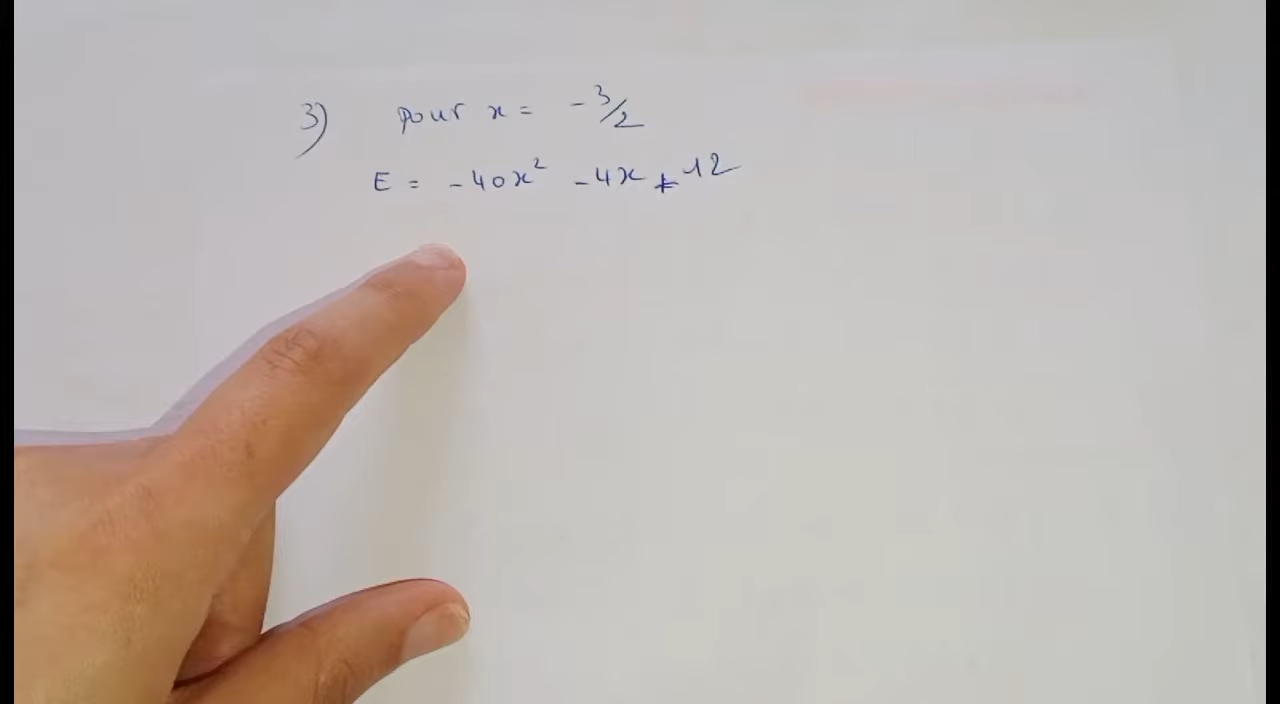 3) pour x = -3/2
E = -40x² -4x + 12